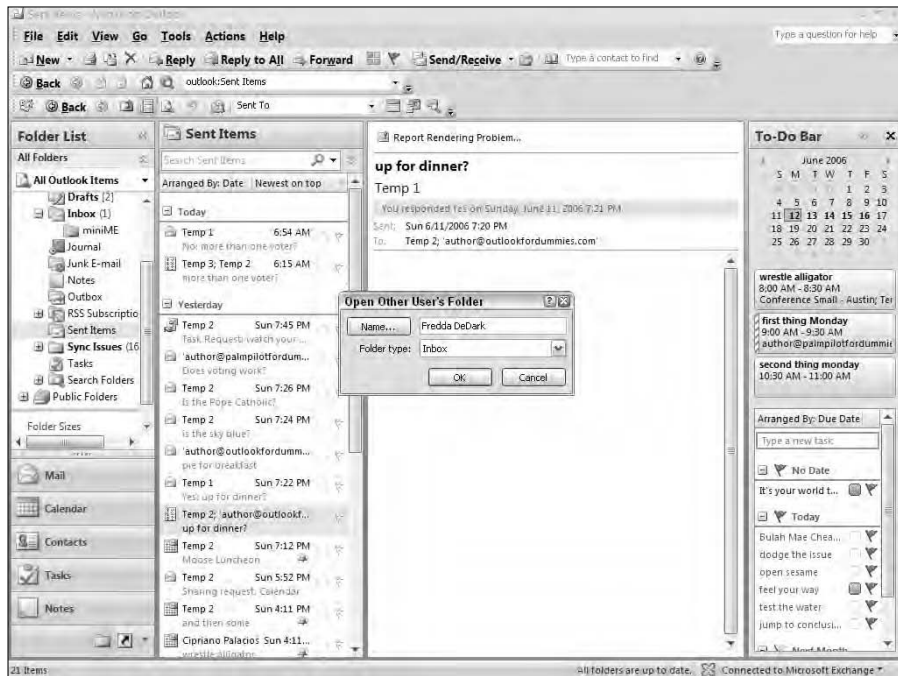 Sent Items
File Edit View Go Tools Actions Help
Type a question for help
New Reply Reply to All Forward Send/Receive Type a contact to find
Back outlook:Sent Items
Back Sent To
Folder List
All Folders
All Outlook Items
Drafts [2]
Inbox (1)
miniME
Journal
Junk E-mail
Notes
Outbox
RSS Subscriptio
Sent Items
Sync Issues (16
Tasks
Search Folders
Public Folders
Folder Sizes
Mail
Calendar
Contacts
Tasks
Notes
Sent Items
Search Sent Items
Arranged By: Date Newest on top
Today
Temp 1 6:54 AM
Not more than one voter?
Temp 3; Temp 2 6:15 AM
more than one voter?
Yesterday
Temp 2 Sun 7:45 PM
Task Request: watch your ...
'author@palmpilotfordum...
Does voting work?
Temp 2 Sun 7:26 PM
Is the Pope Catholic?
Temp 2 Sun 7:24 PM
is the sky blue?
'author@outlookfordumm...
pie for breakfast
Temp 1 Sun 7:22 PM
Yes: up for dinner?
Temp 2; 'author@outlookf...
up for dinner?
Temp 2 Sun 7:12 PM
Mouse Luncheon
Temp 2 Sun 5:52 PM
Sharing request: Calendar
Temp 2 Sun 4:11 PM
and then some
Cipriano Palacios Sun 4:11...
wrestle alligators
Report Rendering Problem...
up for dinner?
Temp 1
You responded Yes on Sunday, June 11, 2006 7:21 PM
Sent: Sun 6/11/2006 7:20 PM
To: Temp 2; 'author@outlookfordummies.com'
Open Other User's Folder
Name... Fredda DeDark
Folder type: Inbox
OK Cancel
To-Do Bar
June 2006
S M T W T F S
1 2 3
4 5 6 7 8 9 10
11 12 13 14 15 16 17
18 19 20 21 22 23 24
25 26 27 28 29 30
wrestle alligator
8:00 AM - 8:30 AM
Conference Small - Austin; Ter
first thing Monday
9:00 AM - 9:30 AM
author@palmpilotfordummie
second thing monday
10:30 AM - 11:00 AM
Arranged By: Due Date
Type a new task
No Date
It's your world t...
Today
Bulah Mae Chea...
dodge the issue
open sesame
feel your way
test the water
jump to conclusi...
Next Month
21 Items
All folders are up to date. Connected to Microsoft Exchange